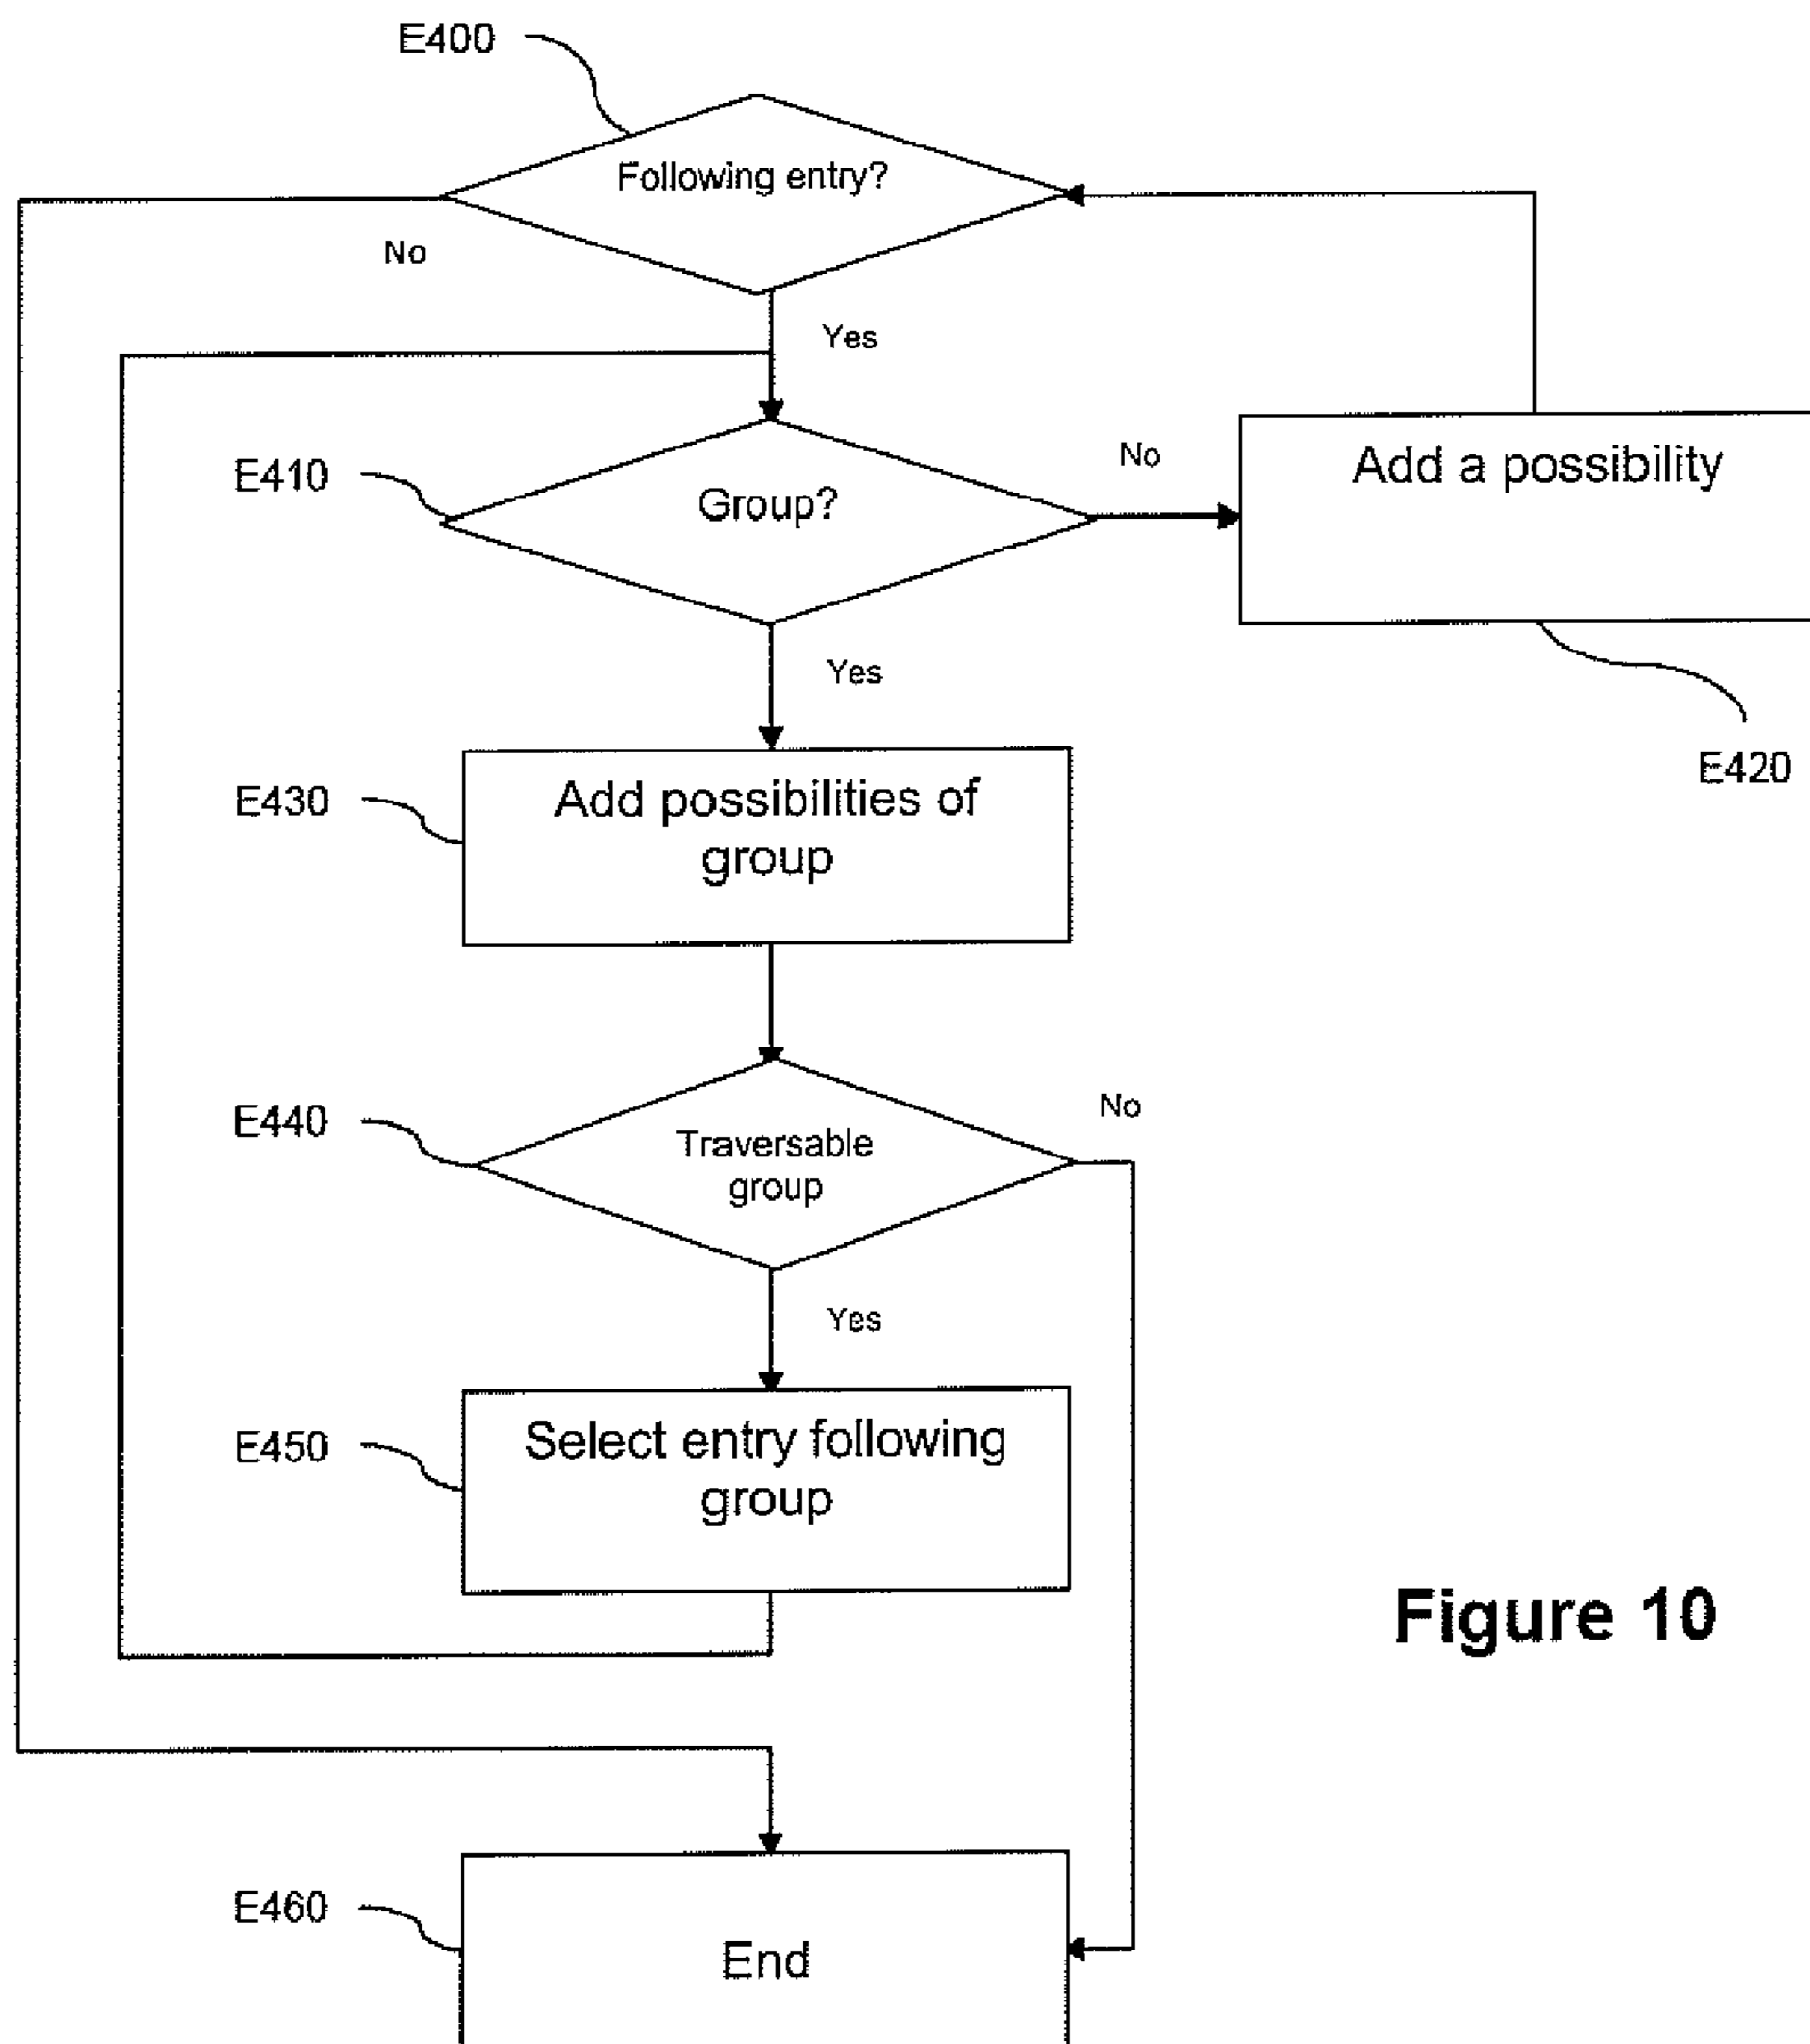 E400
Following entry?
No
Yes
E410
Group?
No
Add a possibility
Yes
E420
E430
Add possibilities of
group
E440
Traversable
group
No
Yes
E450
Select entry following
group
Figure 10
E460
End